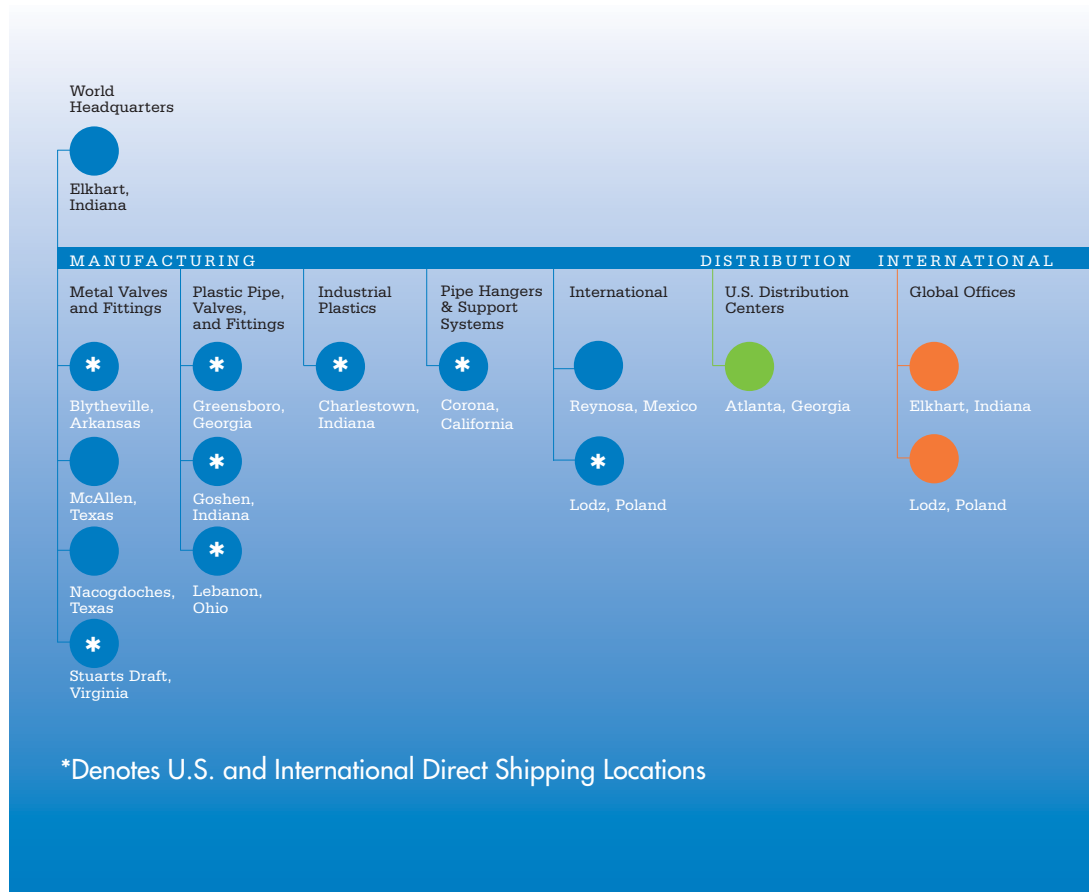 World
Headquarters
Elkhart,
Indiana
MANUFACTURING
DISTRIBUTION
INTERNATIONAL
Metal Valves
and Fittings
*
Blytheville,
Arkansas
McAllen,
Texas
Nacogdoches,
Texas
*
Stuarts Draft,
Virginia
Plastic Pipe,
Valves,
and Fittings
*
Greensboro,
Georgia
*
Goshen,
Indiana
*
Lebanon,
Ohio
Industrial
Plastics
*
Charlestown,
Indiana
Pipe Hangers
& Support
Systems
*
Corona,
California
International
Reynosa, Mexico
*
Lodz, Poland
U.S. Distribution
Centers
Atlanta, Georgia
Global Offices
Elkhart, Indiana
Lodz, Poland
*Denotes U.S. and International Direct Shipping Locations